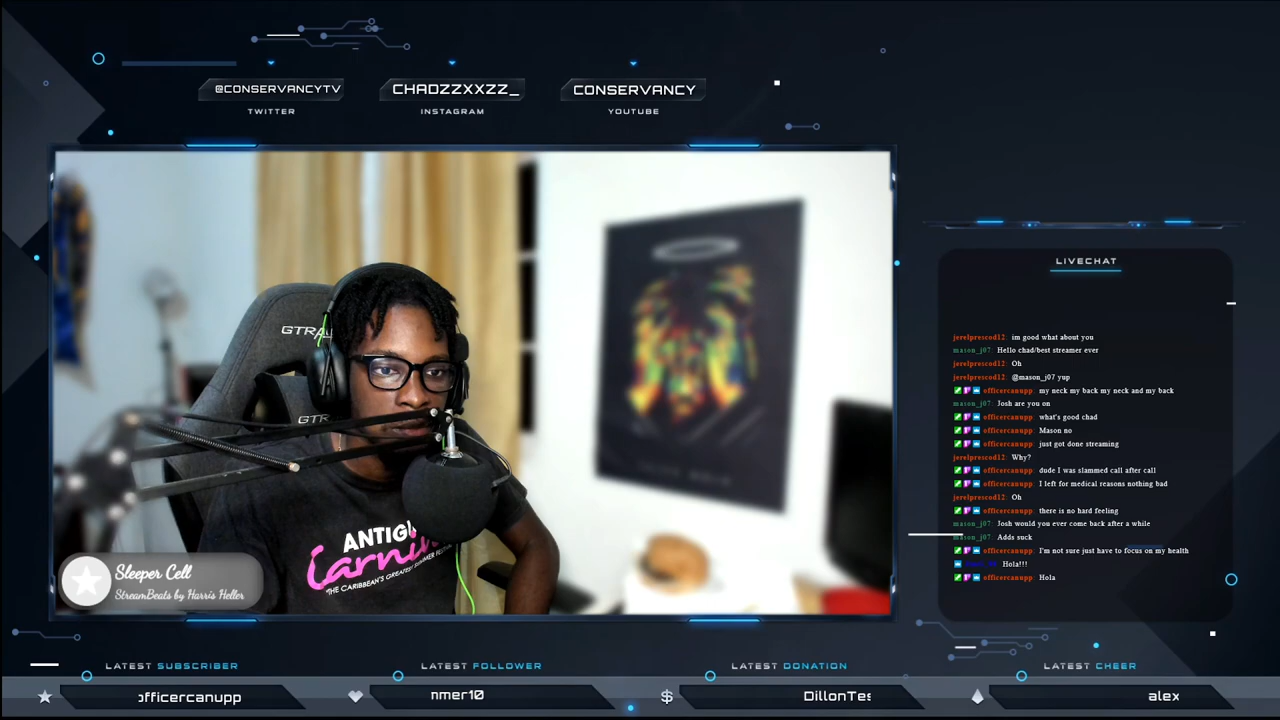 @CONSERVANCYTV
TWITTER
CHADZZXXZZ_
INSTAGRAM
CONSERVANCY
YOUTUBE
LIVECHAT
jerelprescod12: im good what about you
mason_j07: Hello chad/best streamer ever
jerelprescod12: Oh
jerelprescod12: @mason_j07 yup
officercanupp: my neck my back my neck and my back
mason_j07: Josh are you on
officercanupp: what's good chad
officercanupp: Mason no
officercanupp: just got done streaming
jerelprescod12: Why?
officercanupp: dude I was slammed call after call
officercanupp: I left for medical reasons nothing bad
jerelprescod12: Oh
officercanupp: there is no hard feeling
mason_j07: Josh would you ever come back after a while
mason_j07: Adds suck
officercanupp: I'm not sure just have to focus on my health
Hola!!!
officercanupp: Hola
GTRA
GTR
ANTIGU
Carniv
"THE CARIBBEAN'S GREATEST SUMMER FESTI
Sleeper Cell
StreamBeats by Harris Heller
LATEST SUBSCRIBER
officercanupp
LATEST FOLLOWER
nmer10
LATEST DONATION
DillonTes
LATEST CHEER
alex